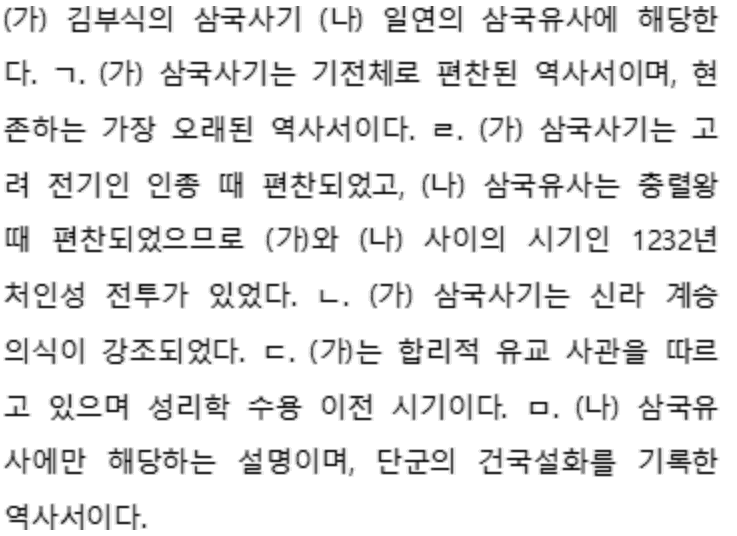 (가) 김부식의 삼국사기 (나) 일연의 삼국유사에 해당한
다. ㄱ. (가) 삼국사기는 기전체로 편찬된 역사서이며, 현
존하는 가장 오래된 역사서이다. ㄹ. (가) 삼국사기는 고
려 전기인 인종 때 편찬되었고, (나) 삼국유사는 충렬왕
때 편찬되었으므로 (가)와 (나) 사이의 시기인 1232년
처인성 전투가 있었다. ㄴ. (가) 삼국사기는 신라 계승
의식이 강조되었다. ㄷ. (가)는 합리적 유교 사관을 따르
고 있으며 성리학 수용 이전 시기이다. ㅁ. (나) 삼국유
사에만 해당하는 설명이며, 단군의 건국설화를 기록한
역사서이다.